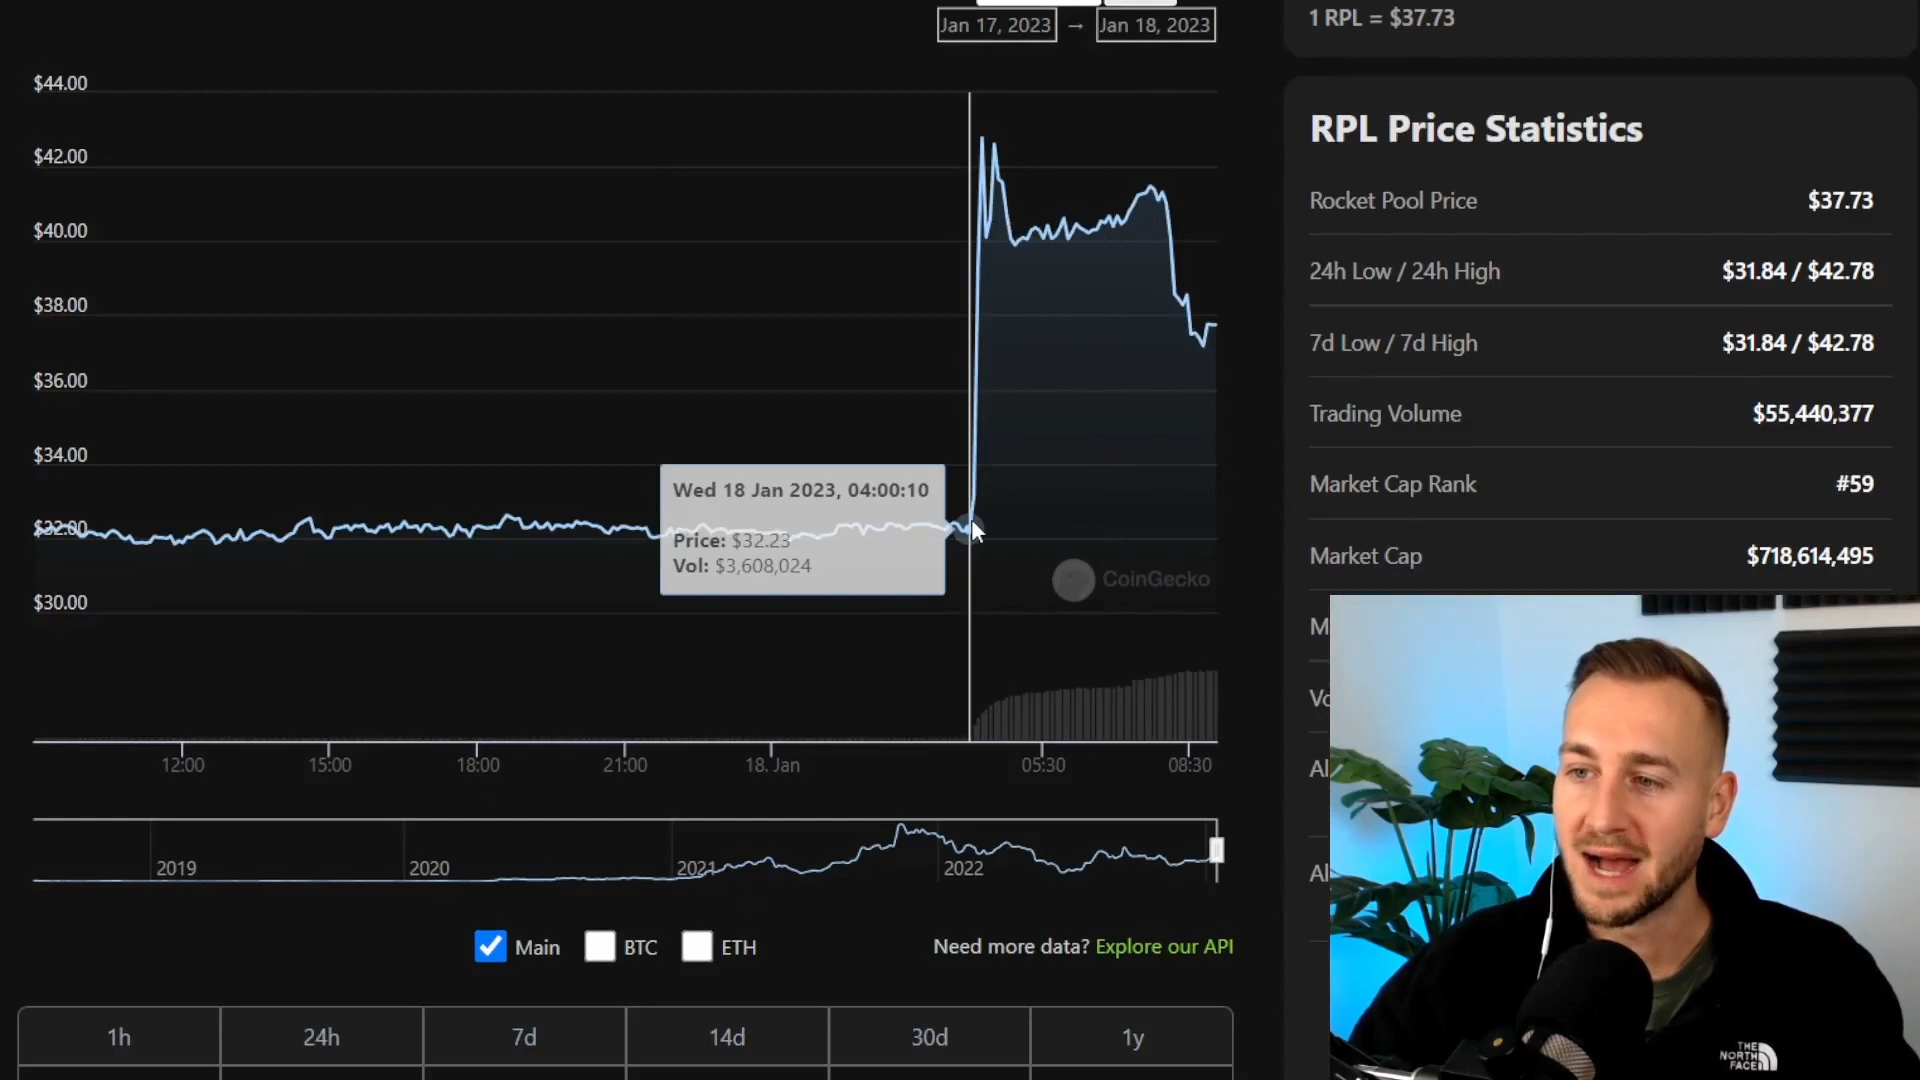 Jan 17, 2023 → Jan 18, 2023
1 RPL = $37.73
$44.00
$42.00
$40.00
$38.00
$36.00
$34.00
$32.00
$30.00
Wed 18 Jan 2023, 04:00:10
Price: $32.23
Vol: $3,608,024
CoinGecko
12:00 15:00 18:00 21:00 18. Jan 05:30 08:30
2019 2020 2021 2022
Main BTC ETH
Need more data? Explore our API
1h 24h 7d 14d 30d 1y
RPL Price Statistics
Rocket Pool Price $37.73
24h Low / 24h High $31.84 / $42.78
7d Low / 7d High $31.84 / $42.78
Trading Volume $55,440,377
Market Cap Rank #59
Market Cap $718,614,495
M
Vo
Al
Al
THE
NORTH
FACE